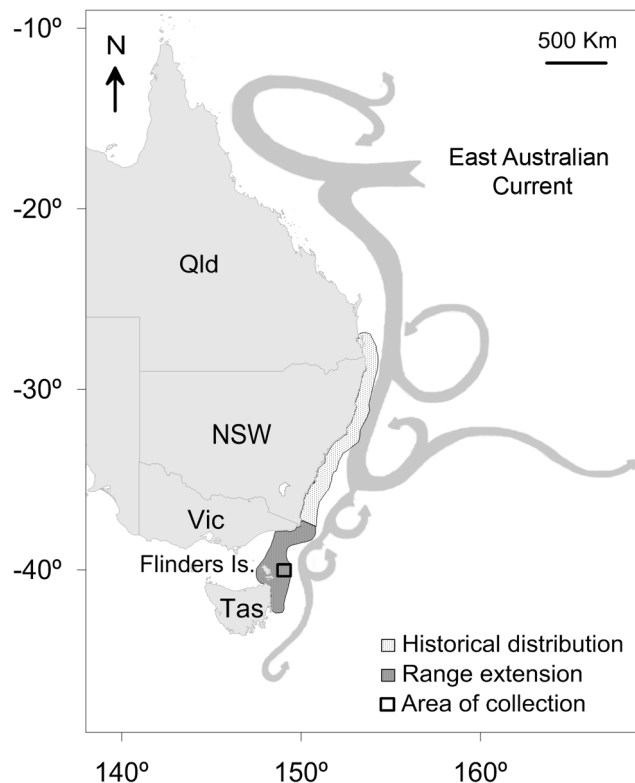 -10º
N
500 Km
East Australian
Current
-20º
Qld
-30º
NSW
Vic
Flinders Is.
-40º
Tas
Historical distribution
Range extension
Area of collection
140º 150º 160º